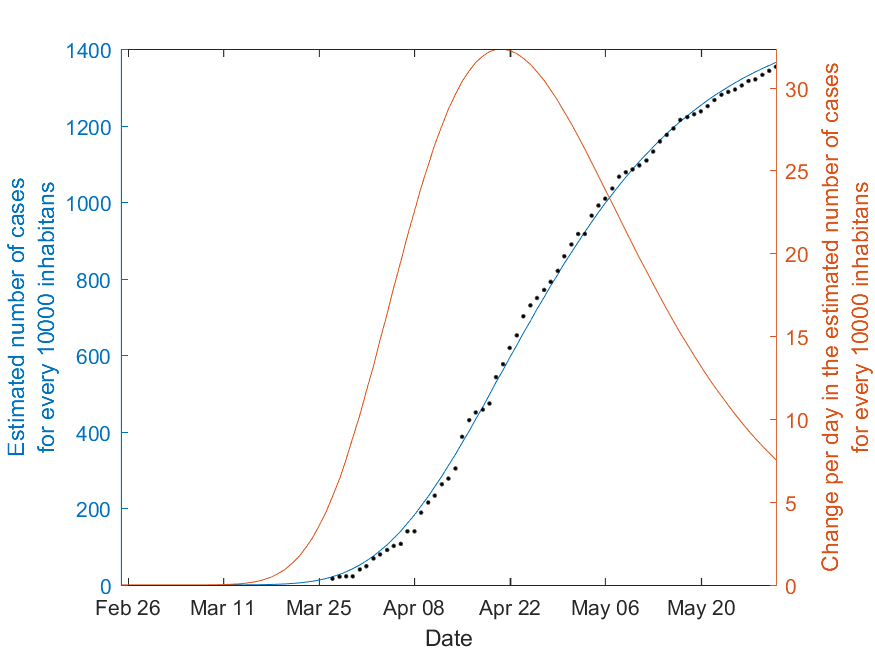 1400
1200
1000
800
600
400
200
0
Estimated number of cases
for every 10000 inhabitans
30
25
20
15
10
5
0
Change per day in the estimated number of cases
for every 10000 inhabitans
Feb 26 Mar 11 Mar 25 Apr 08 Apr 22 May 06 May 20
Date